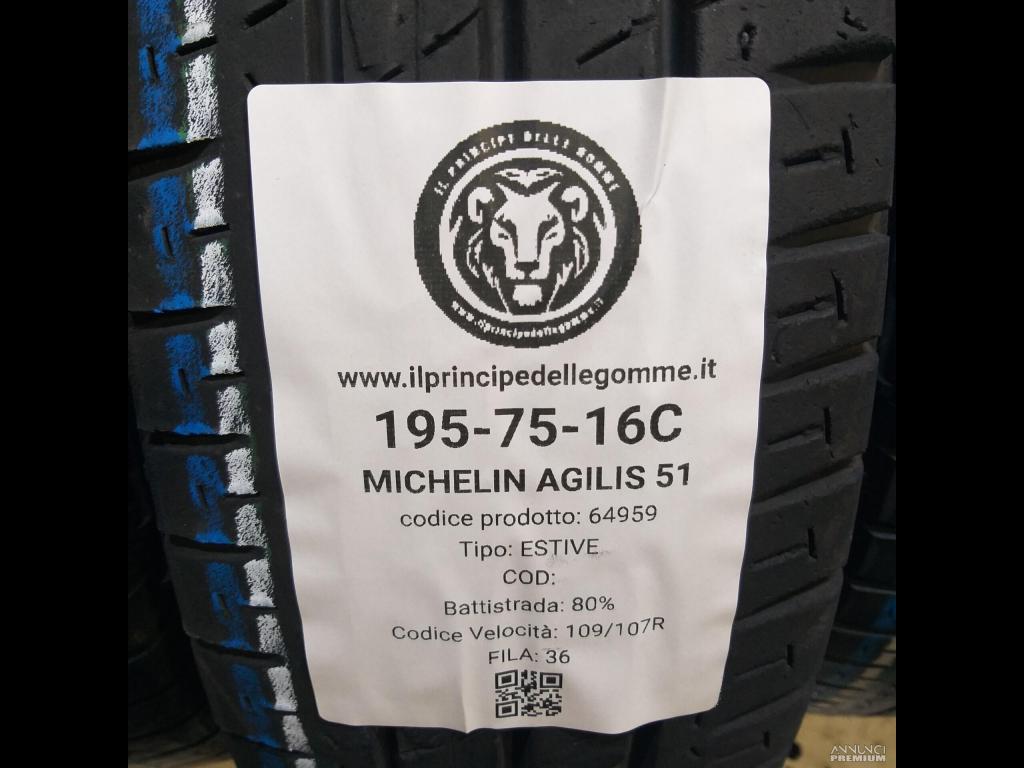 IL PRINCIPE DELLE GOMME
www.ilprincipedellegomme.it
www.ilprincipedellegomme.it
195-75-16C
MICHELIN AGILIS 51
codice prodotto: 64959
Tipo: ESTIVE
COD:
Battistrada: 80%
Codice Velocità: 109/107R
FILA: 36
ANNUNCI
PREMIUM